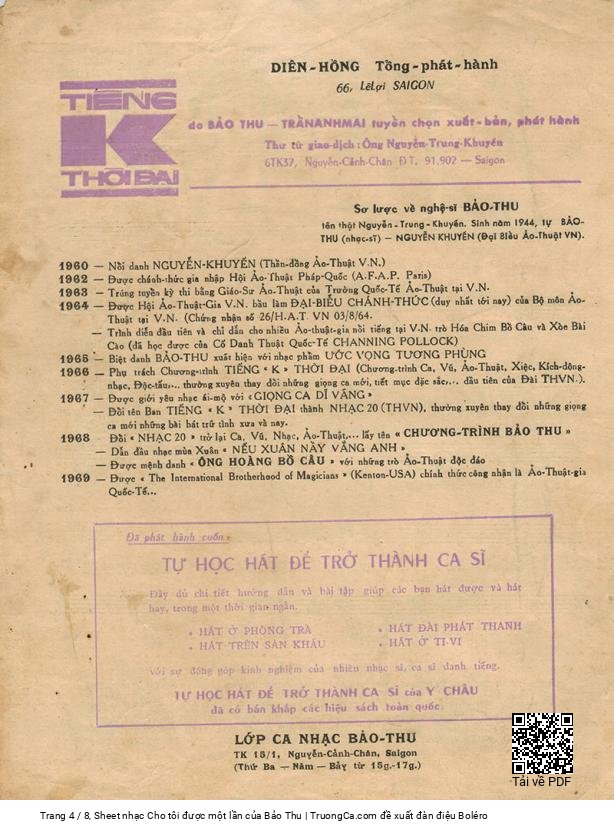 DIÊN-HỒNG Tổng-phát-hành
66, Lêlợi SAIGON
TIẾNG
K
THỜI ĐẠI
do BẢO THU — TRẦNANHMAI tuyển chọn xuất-bản, phát hành
Thư từ giao-dịch : Ông Nguyễn-Trung-Khuyến
6TK37, Nguyễn-Cảnh-Chân ĐT. 91.902 — Saigon
Sơ lược về nghệ-sĩ BẢO-THU
tên thật Nguyễn-Trung-Khuyến. Sinh năm 1944, tự BẢO-
THU (nhạc-sĩ) — NGUYỄN KHUYẾN (Đại Biểu Ảo-Thuật VN).
1960 — Nổi danh NGUYỄN-KHUYẾN (Thần-đồng Ảo-Thuật V.N.)
1962 — Được chánh-thức gia nhập Hội Ảo-Thuật Pháp-Quốc (A.F.A.P. Paris)
1963 — Trúng tuyển kỳ thi bằng Giáo-Sư Ảo-Thuật của Trường Quốc-Tế Ảo-Thuật tại V.N.
1964 — Được Hội Ảo-Thuật-Gia V.N. bầu làm ĐẠI-BIỂU CHÁNH-THỨC (duy nhất tới nay) của Bộ môn Ảo-
Thuật tại V.N. (Chứng nhận số 26/H.A.T. VN 03/8/64.
— Trình diễn đầu tiên và chỉ dẫn cho nhiều Ảo-thuật-gia nổi tiếng tại V.N. trò Hóa Chim Bồ Câu và Xòe Bài
Cào (đã học được của Cố Danh Thuật Quốc-Tế CHANNING POLLOCK)
1965 — Biệt danh BẢO-THU xuất hiện với nhạc phẩm ƯỚC VỌNG TƯƠNG PHÙNG
1966 — Phụ trách Chương-trình TIẾNG « K » THỜI ĐẠI (Chương-trình Ca, Vũ, Ảo-Thuật, Xiệc, Kích-động-
nhạc, Độc-tấu,... thường xuyên thay đổi những giọng ca mới, tiết mục đặc sắc,... đầu tiên của Đài THVN.).
1967 — Được giới yêu nhạc ái-mộ với «GIỌNG CA DĨ VÃNG»
— Đổi tên Ban TIẾNG « K » THỜI ĐẠI thành NHẠC 20 (THVN), thường xuyên thay đổi những giọng
ca mới những bài hát trữ tình xưa và nay.
1968 — Đổi « NHẠC 20 » trở lại Ca, Vũ, Nhạc, Ảo-Thuật,... lấy tên « CHƯƠNG-TRÌNH BẢO THU »
— Dẫn đầu nhạc mùa Xuân « NẾU XUÂN NÀY VẮNG ANH »
— Được mệnh danh « ÔNG HOÀNG BỒ CÂU » với những trò Ảo-Thuật độc đáo
1969 — Được « The International Brotherhood of Magicians » (Kenton-USA) chính thức công nhận là Ảo-Thuật-gia
Quốc-Tế...
Đã phát hành cuốn :
TỰ HỌC HÁT ĐỂ TRỞ THÀNH CA SĨ
Đầy đủ chi tiết hướng dẫn và bài tập giúp các bạn hát được và hát
hay, trong một thời gian ngắn.
• HÁT Ở PHÒNG TRÀ • HÁT ĐÀI PHÁT THANH
• HÁT TRÊN SÂN KHẤU • HÁT Ở TI-VI
với sự đóng góp kinh nghiệm của nhiều nhạc sĩ, ca sĩ danh tiếng.
TỰ HỌC HÁT ĐỂ TRỞ THÀNH CA SĨ của Y CHÂU
đã có bán khắp các hiệu sách toàn quốc.
LỚP CA NHẠC BẢO-THU
TK 15/1, Nguyễn-Cảnh-Chân, Saigon
(Thứ Ba — Năm — Bảy từ 15g.-17g.)
Tải về PDF
Trang 4 / 8, Sheet nhạc Cho tôi được một lần của Bảo Thu | TruongCa.com đề xuất đàn điệu Boléro